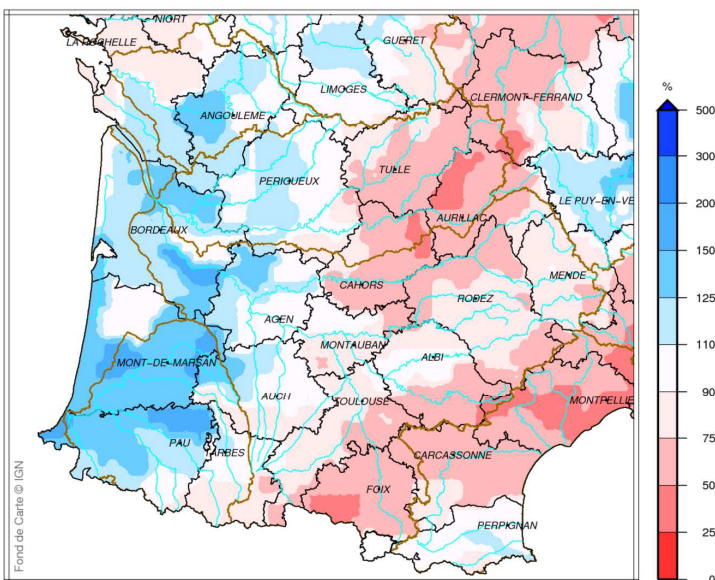 NIORT
LA ROCHELLE
GUERET
LIMOGES
CLERMONT-FERRAND
ANGOULEME
TULLE
PERIGUEUX
LE PUY-EN-VE
AURILLAC
BORDEAUX
MENDE
CAHORS
RODEZ
AGEN
MONTAUBAN
ALBI
MONT-DE-MARSAN
AUCH
TOULOUSE
MONTPELLIE
PAU
ARBES
CARCASSONNE
FOIX
PERPIGNAN
%
500
300
200
150
125
110
90
75
50
25
0
Fond de Carte © IGN